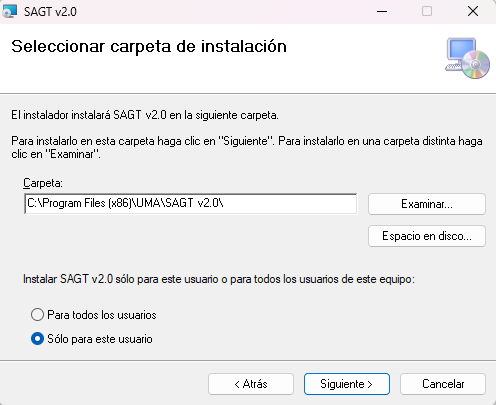 SAGT v2.0
Seleccionar carpeta de instalación
El instalador instalará SAGT v2.0 en la siguiente carpeta.
Para instalarlo en esta carpeta haga clic en "Siguiente". Para instalarlo en una carpeta distinta haga
clic en "Examinar".
Carpeta:
C:\Program Files (x86)\UMA\SAGT v2.0\
Examinar...
Espacio en disco...
Instalar SAGT v2.0 sólo para este usuario o para todos los usuarios de este equipo:
Para todos los usuarios
Sólo para este usuario
< Atrás
Siguiente >
Cancelar